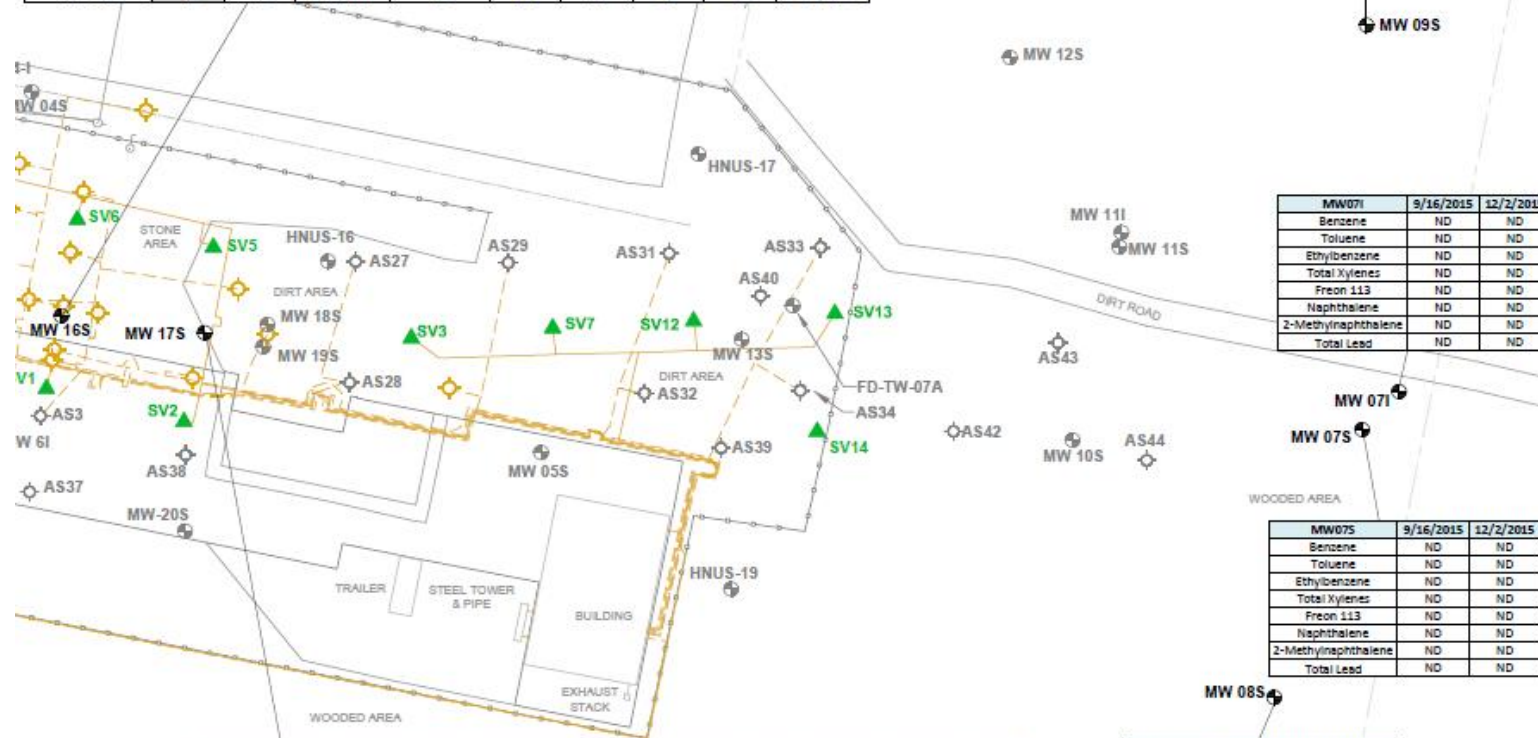 MW 09S
MW 12S
MW 04S
HNUS-17
MW07I 9/16/2015
Benzene ND ND
Toluene ND ND
Ethylbenzene ND ND
Total Xylenes ND ND
Freon 113 ND ND
Naphthalene ND ND
2-Methylnaphthalene ND ND
Total Lead ND ND
MW 11I
MW 11S
SV6
STONE
AREA
SV5
HNUS-16
AS27
AS29
AS31
AS33
AS40
DIRT AREA
DIRT ROAD
MW 16S
MW 17S
MW 18S
MW 19S
SV3
SV7
SV12
SV13
MW 13S
AS43
DIRT AREA
AS28
AS32
FD-TW-07A
AS34
MW 07I
MW 07S
AS3
SV2
SV14
AS42
MW 10S
AS44
AS38
MW 05S
AS39
AS37
MW-20S
WOODED AREA
MW07S 9/16/2015 12/2/2015
Benzene ND ND
Toluene ND ND
Ethylbenzene ND ND
Total Xylenes ND ND
Freon 113 ND ND
Naphthalene ND ND
2-Methylnaphthalene ND ND
Total Lead ND ND
HNUS-19
TRAILER
STEEL TOWER
& PIPE
BUILDING
EXHAUST
STACK
WOODED AREA
MW 08S